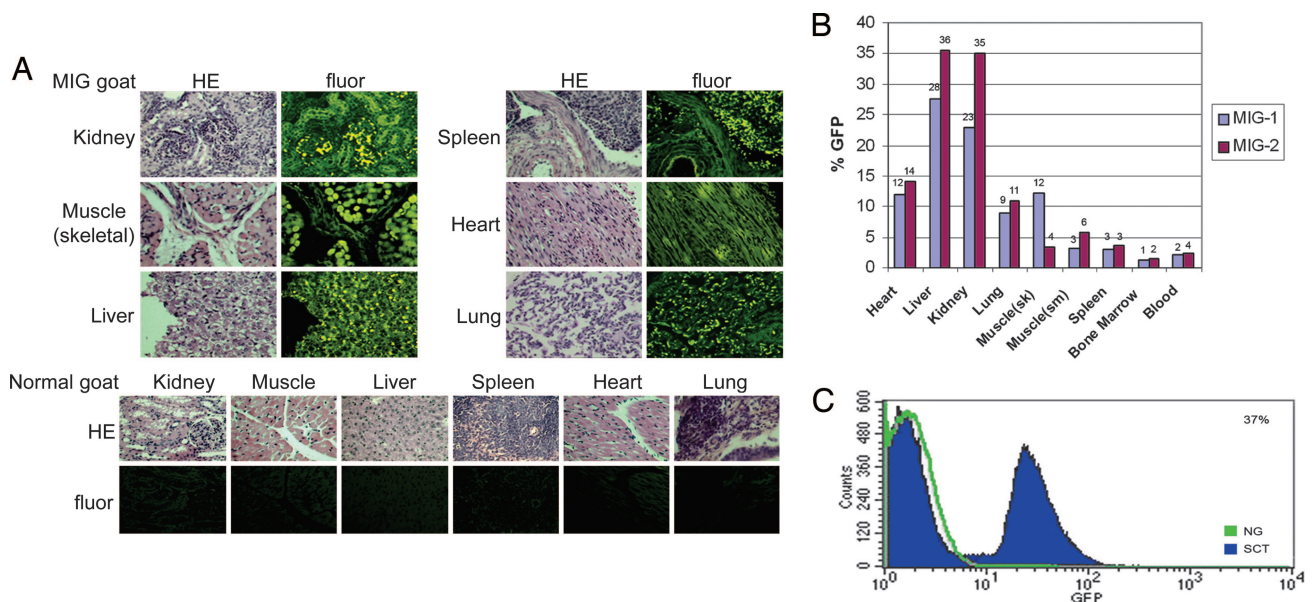 A
MIG goat
HE fluor
Kidney
Muscle
(skeletal)
Liver
HE fluor
Spleen
Heart
Lung
Normal goat
Kidney Muscle Liver Spleen Heart Lung
HE
fluor
B
% GFP
40
35
30
25
20
15
10
5
0
12 14 28 36 23 35 9 11 12 4 3 6 3 3 1 2 2 4
Heart Liver Kidney Lung Muscle(sk) Muscle(sm) Spleen Bone Marrow Blood
MIG-1
MIG-2
C
Counts
600
480
360
240
120
0
37%
NG
SCT
10⁰ 10¹ 10² 10³ 10⁴
GFP